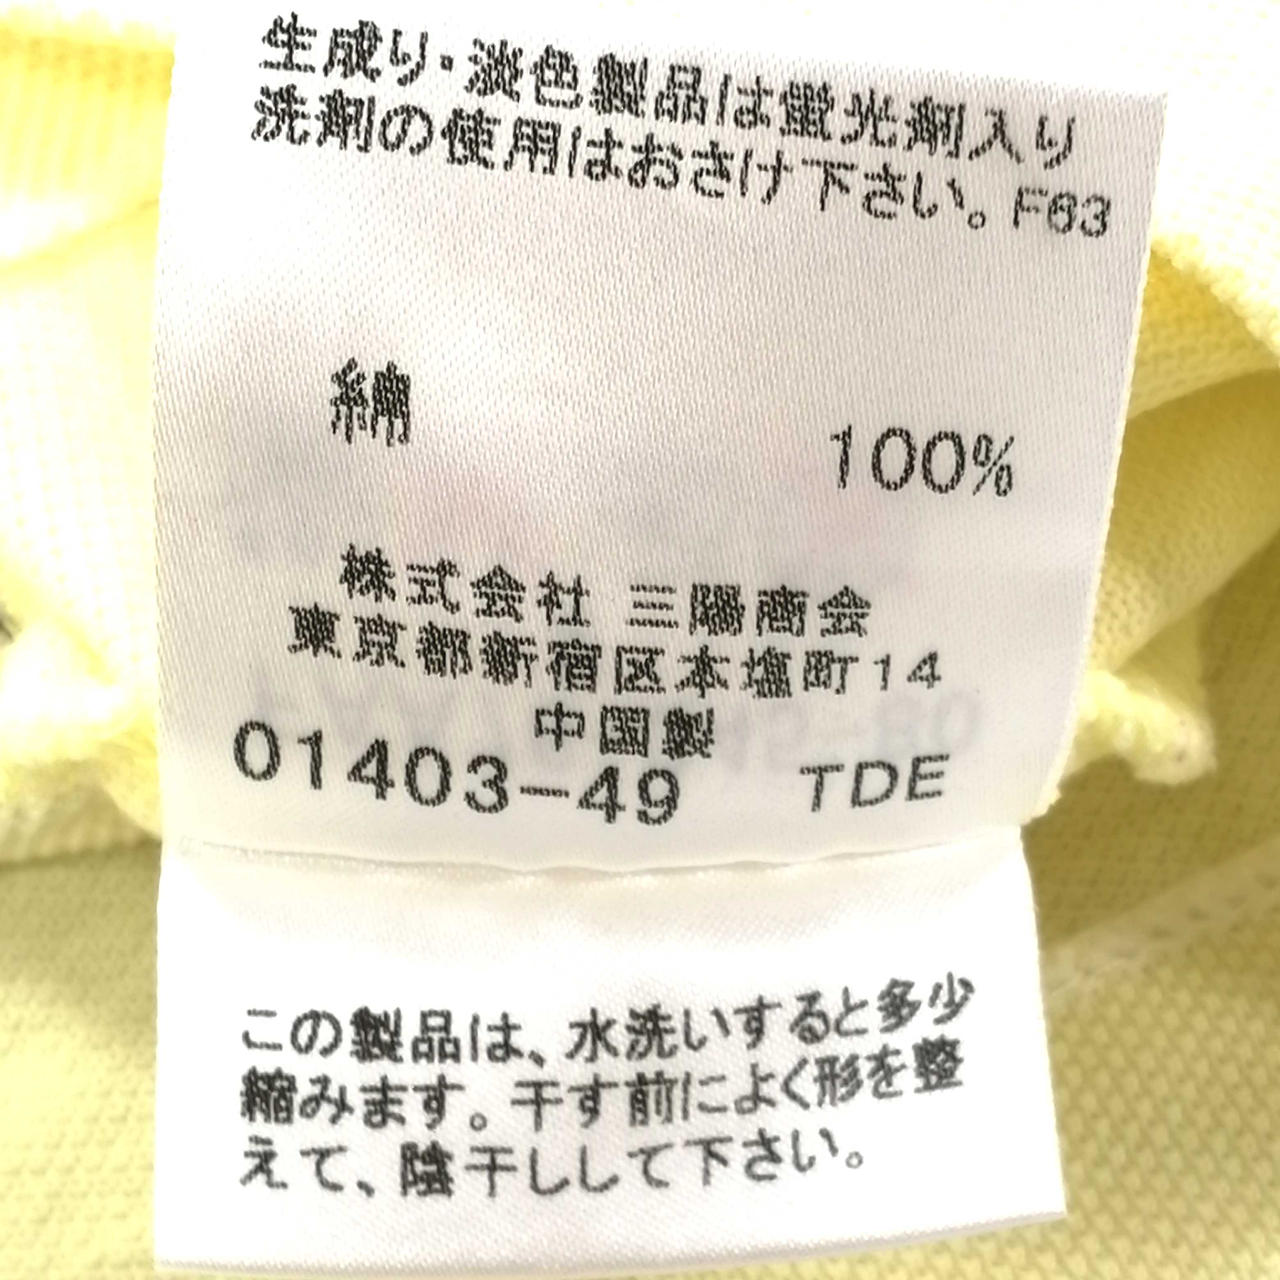 生成り・淡色製品は蛍光剤入り
洗剤の使用はおさけ下さい。F63
綿 100%
株式会社 三陽商会
東京都新宿区本塩町14
中国製
01403-49 TDE
この製品は、水洗いすると多少
縮みます。干す前によく形を整
えて、陰干しして下さい。